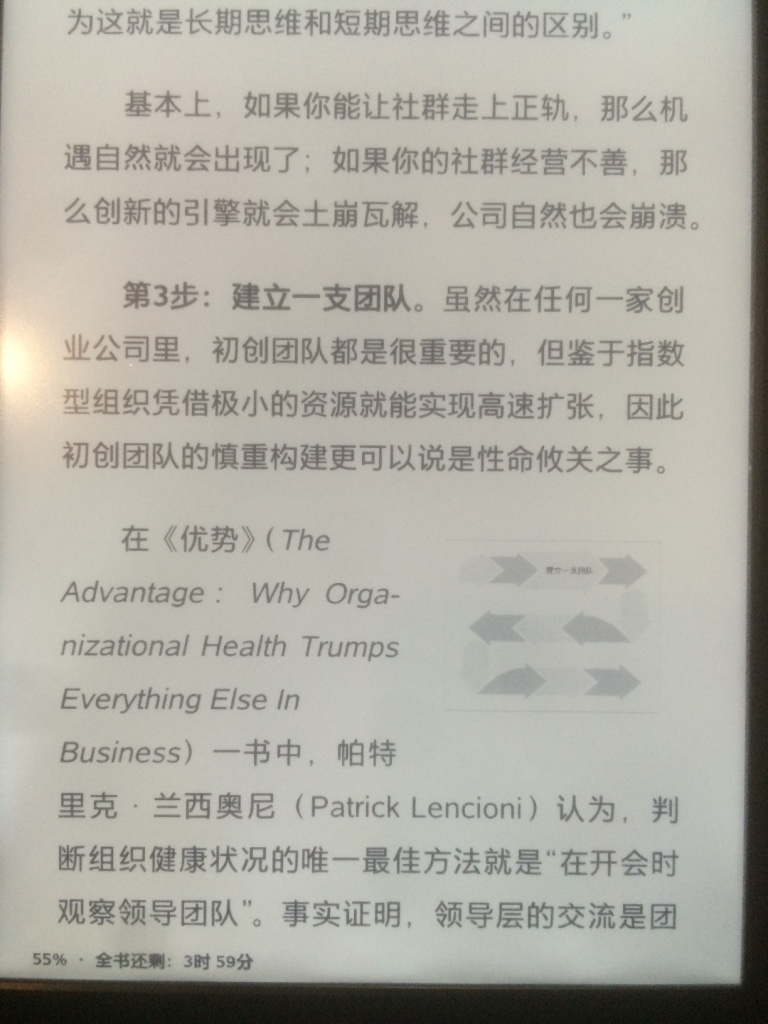 为这就是长期思维和短期思维之间的区别。”
基本上，如果你能让社群走上正轨，那么机
遇自然就会出现了；如果你的社群经营不善，那
么创新的引擎就会土崩瓦解，公司自然也会崩溃。
第3步：建立一支团队。虽然在任何一家创
业公司里，初创团队都是很重要的，但鉴于指数
型组织凭借极小的资源就能实现高速扩张，因此
初创团队的慎重构建更可以说是性命攸关之事。
在《优势》（The
Advantage：Why Orga-
nizational Health Trumps
Everything Else In
Business）一书中，帕特
建立一支团队
里克·兰西奥尼（Patrick Lencioni）认为，判
断组织健康状况的唯一最佳方法就是“在开会时
观察领导团队”。事实证明，领导层的交流是团
55% · 全书还剩：3时 59分